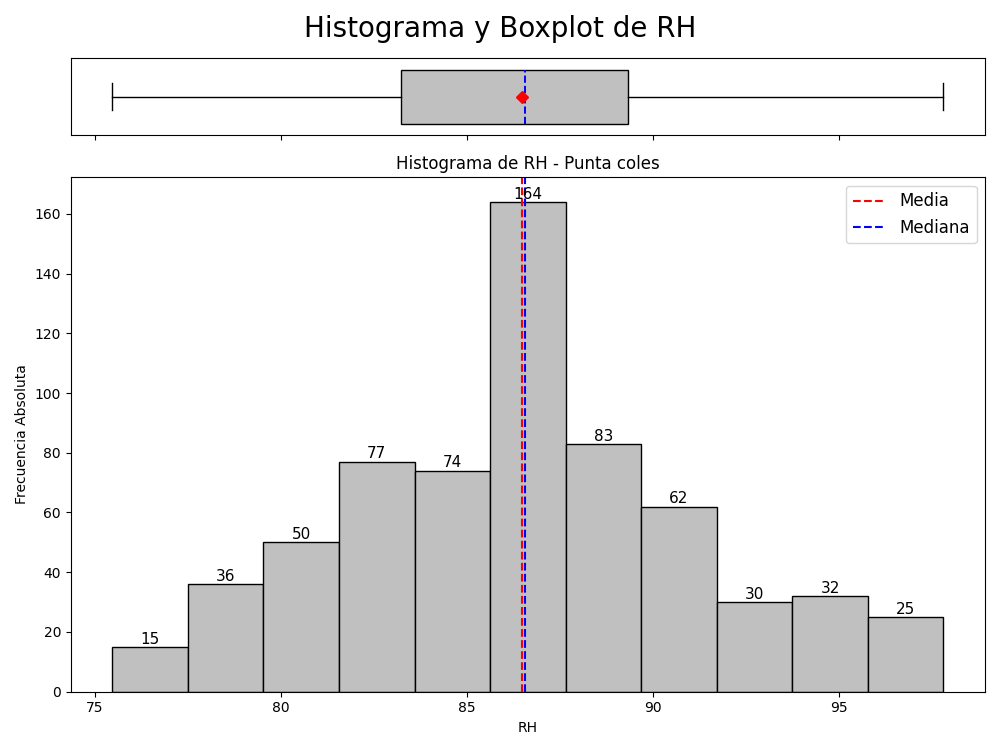 Histograma y Boxplot de RH
Histograma de RH - Punta coles
Media
Mediana
Frecuencia Absoluta
160
140
120
100
80
60
40
20
0
164
83
77
74
62
50
36
32
30
25
15
75 80 85 90 95
RH